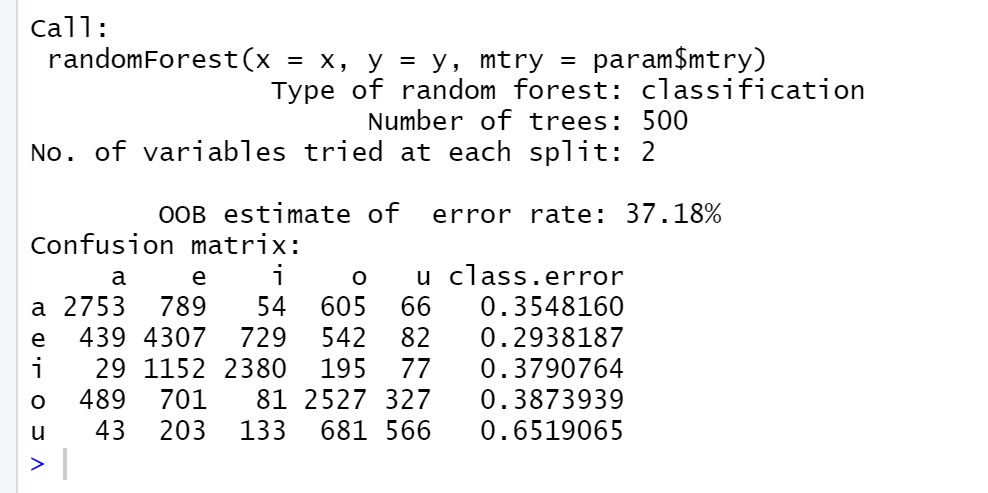 Call:
 randomForest(x = x, y = y, mtry = param$mtry)
               Type of random forest: classification
                     Number of trees: 500
No. of variables tried at each split: 2

        OOB estimate of  error rate: 37.18%
Confusion matrix:
     a    e    i    o   u class.error
a 2753  789   54  605  66   0.3548160
e  439 4307  729  542  82   0.2938187
i   29 1152 2380  195  77   0.3790764
o  489  701   81 2527 327   0.3873939
u   43  203  133  681 566   0.6519065
>